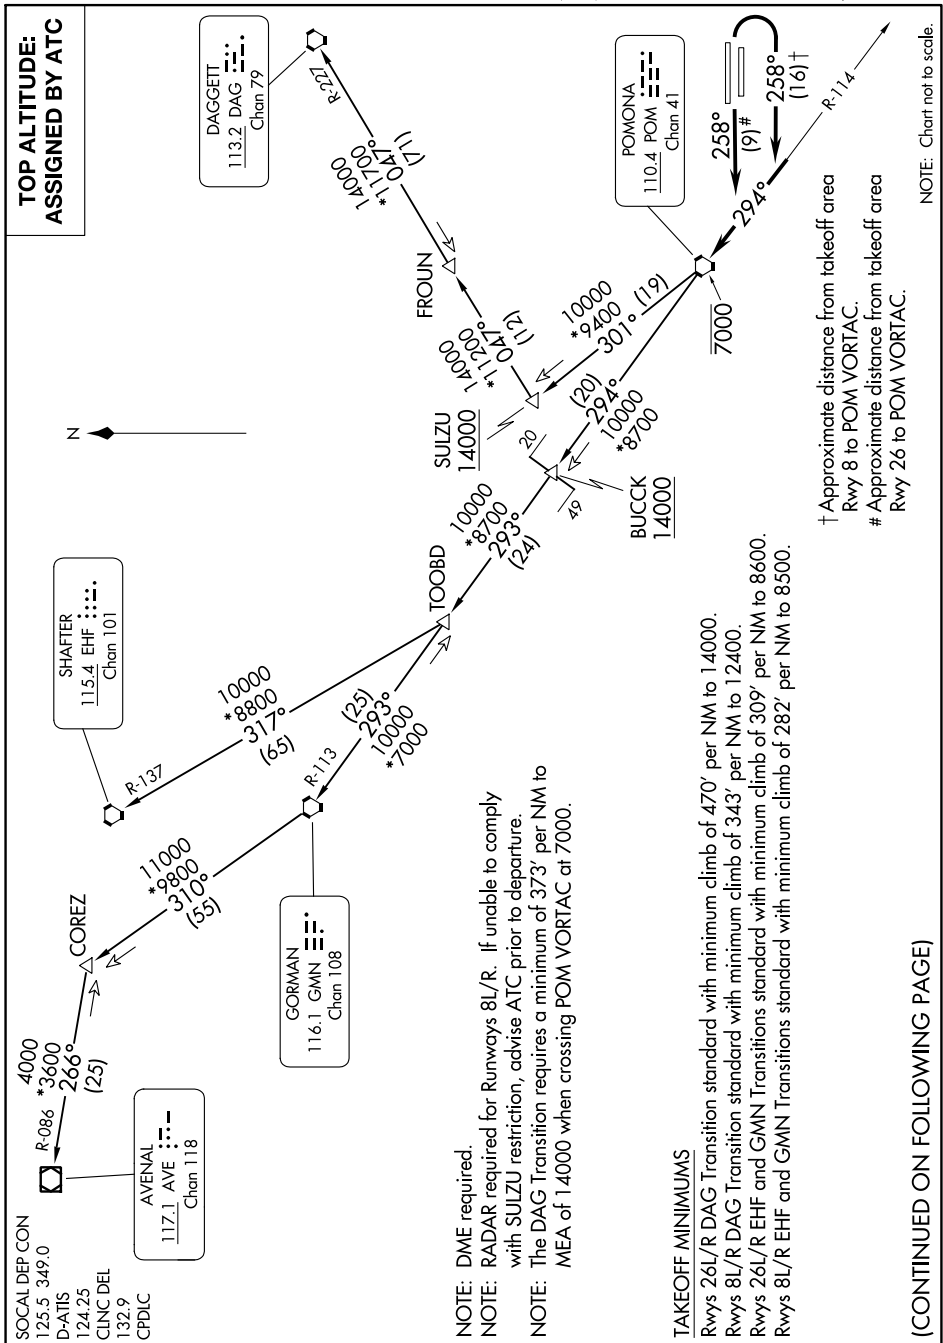 TOP ALTITUDE:
ASSIGNED BY ATC
SOCAL DEP CON
125.5 349.0
D-ATIS
124.25
CLNC DEL
132.9
CPDLC
AVENAL
117.1 AVE
Chan 118
R-086
4000
*3600
266°
(25)
COREZ
11000
*9800
310°
(55)
GORMAN
116.1 GMN
Chan 108
SHAFTER
115.4 EHF
Chan 101
R-137
10000
*8800
317°
(65)
R-113
(25)
293°
10000
*7000
TOOBD
10000
*8700
293°
(24)
N
BUCCK
14000
20
49
SULZU
14000
(20)
294°
10000
*8700
10000
*9400
301°
(19)
14000
*11200
047°
(12)
FROUN
14000
*11700
047°
(71)
R-227
DAGGETT
113.2 DAG
Chan 79
POMONA
110.4 POM
Chan 41
7000
258°
(9)#
258°
(16)†
294°
R-114
NOTE: DME required.
NOTE: RADAR required for Runways 8L/R. If unable to comply
with SULZU restriction, advise ATC prior to departure.
NOTE: The DAG Transition requires a minimum of 373' per NM to
MEA of 14000 when crossing POM VORTAC at 7000.
TAKEOFF MINIMUMS
Rwys 26L/R DAG Transition standard with minimum climb of 470' per NM to 14000.
Rwys 8L/R DAG Transition standard with minimum climb of 343' per NM to 12400.
Rwys 26L/R EHF and GMN Transitions standard with minimum climb of 309' per NM to 8600.
Rwys 8L/R EHF and GMN Transitions standard with minimum climb of 282' per NM to 8500.
† Approximate distance from takeoff area
Rwy 8 to POM VORTAC.
# Approximate distance from takeoff area
Rwy 26 to POM VORTAC.
NOTE: Chart not to scale.
(CONTINUED ON FOLLOWING PAGE)